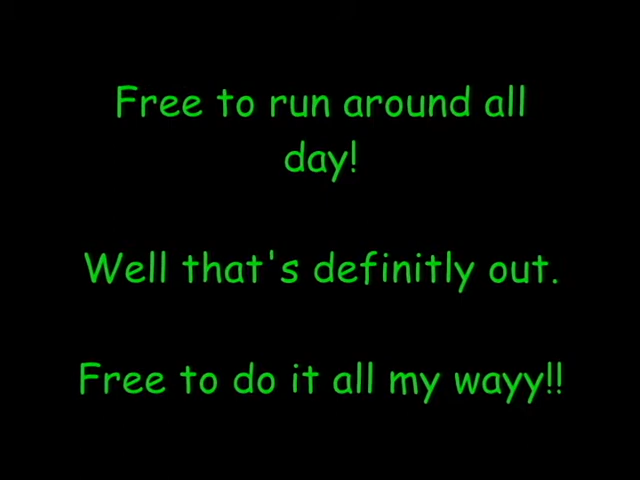 Free to run around all
day!
Well that's definitly out.
Free to do it all my wayy!!